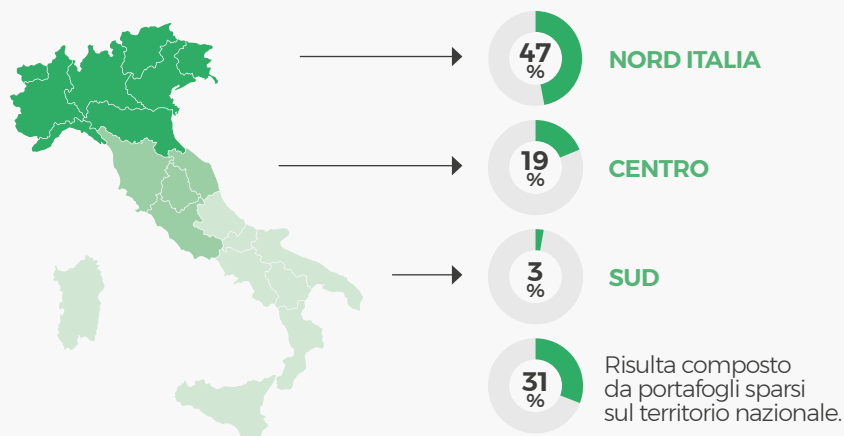 47
%
NORD ITALIA
19
%
CENTRO
3
%
SUD
31
%
Risulta composto
da portafogli sparsi
sul territorio nazionale.